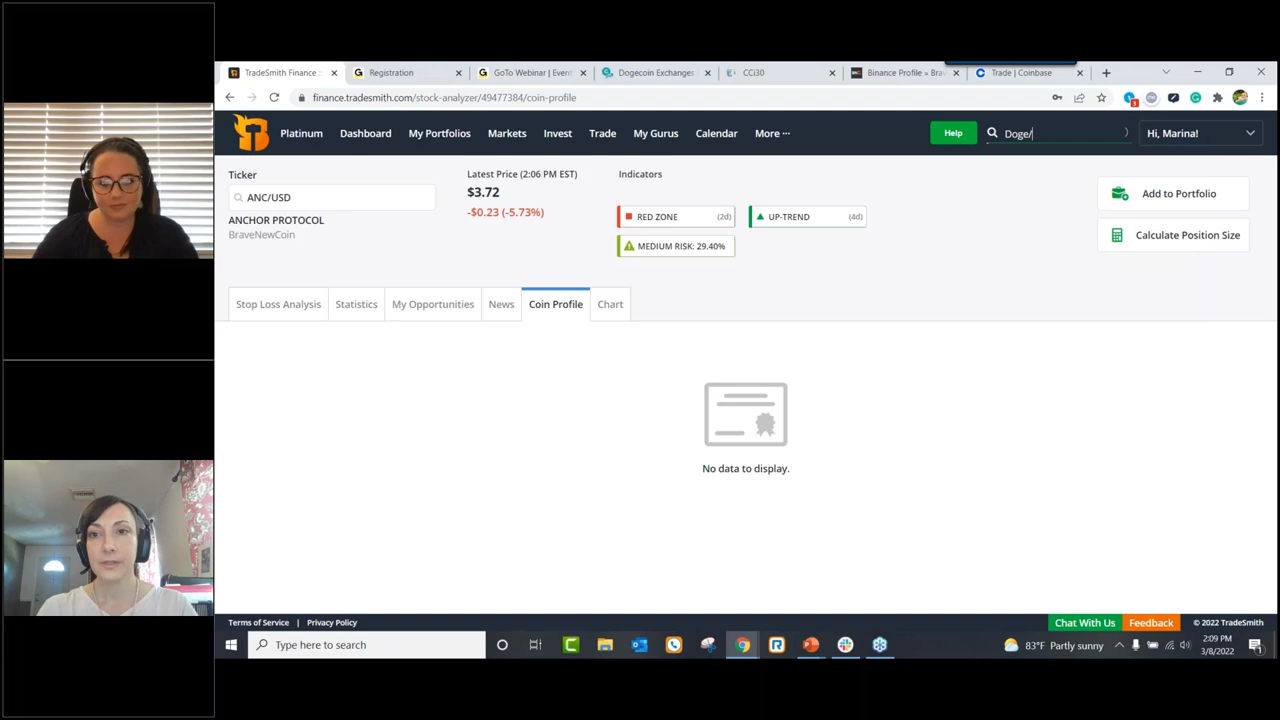 TradeSmith Finance ::
Registration
GoTo Webinar | Event
Dogecoin Exchanges
CCi30
Binance Profile » Brav
Trade | Coinbase
finance.tradesmith.com/stock-analyzer/49477384/coin-profile
Platinum
Dashboard
My Portfolios
Markets
Invest
Trade
My Gurus
Calendar
More ···
Help
Doge/
Hi, Marina!
Ticker
ANC/USD
ANCHOR PROTOCOL
BraveNewCoin
Latest Price (2:06 PM EST)
$3.72
-$0.23 (-5.73%)
Indicators
RED ZONE (2d)
UP-TREND (4d)
MEDIUM RISK: 29.40%
Add to Portfolio
Calculate Position Size
Stop Loss Analysis
Statistics
My Opportunities
News
Coin Profile
Chart
No data to display.
Terms of Service | Privacy Policy
Chat With Us
Feedback
© 2022 TradeSmith
Type here to search
83°F Partly sunny
2:09 PM
3/8/2022